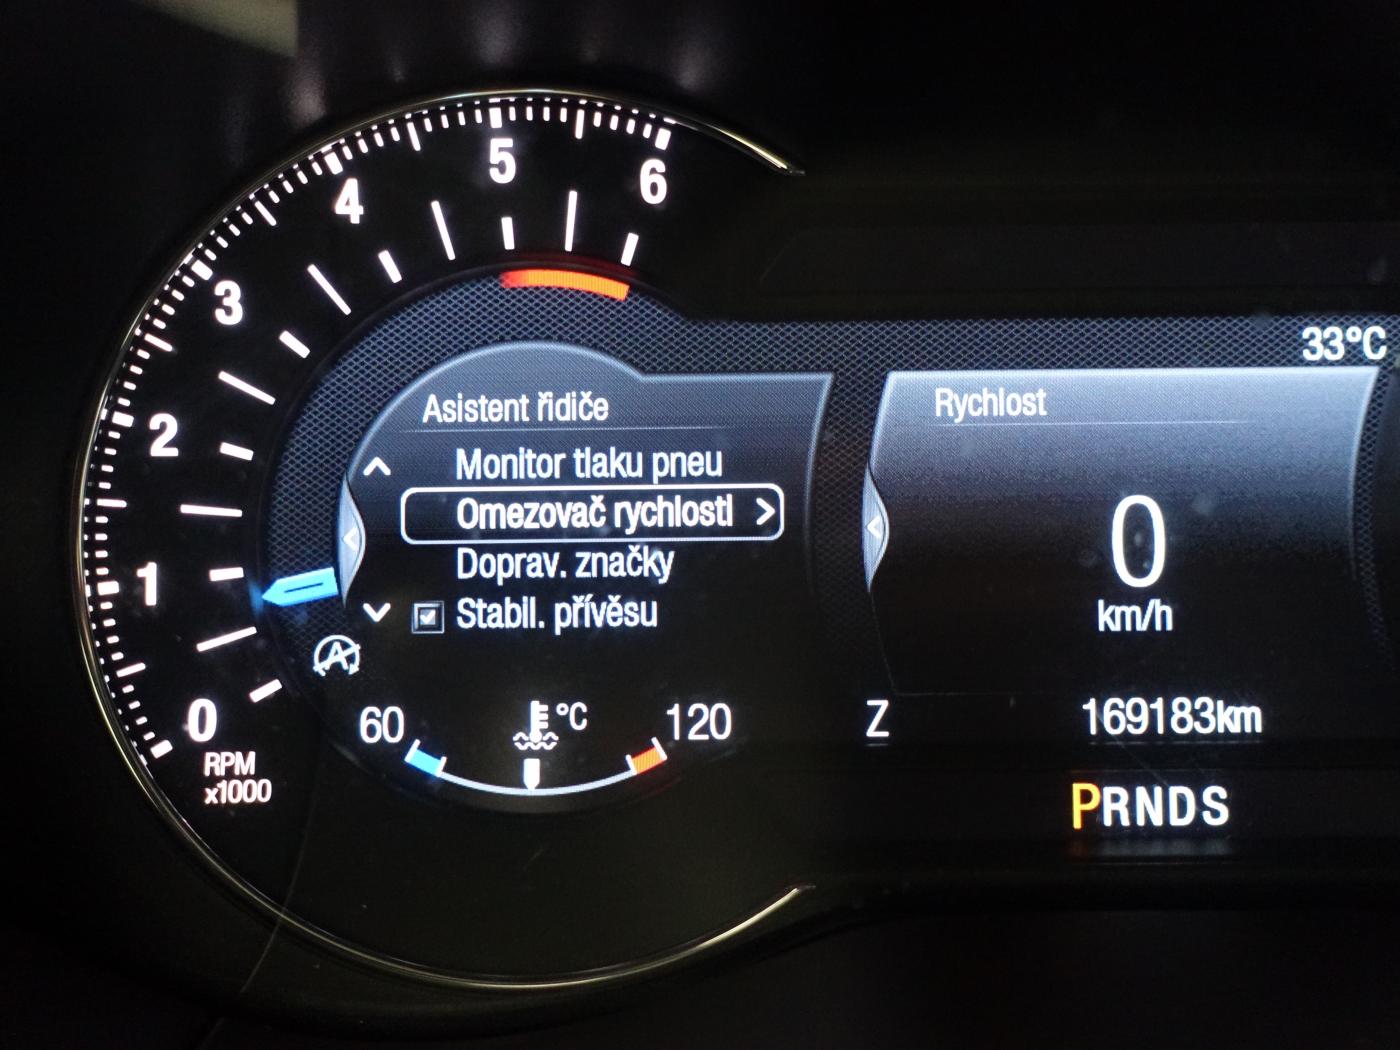 6
5
4
3
2
1
0
RPM
x1000
33°C
Asistent řidiče
Monitor tlaku pneu
Omezovač rychlosti
Doprav. značky
Stabil. přívěsu
A
60
°C
120
Rychlost
0
km/h
Z
169183km
PRNDS